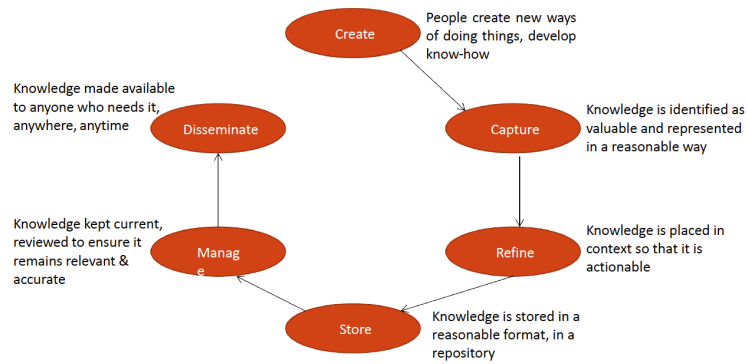 Create
People create new ways
of doing things, develop
know-how
Capture
Knowledge is identified as
valuable and represented
in a reasonable way
Refine
Knowledge is placed in
context so that it is
actionable
Store
Knowledge is stored in a
reasonable format, in a
repository
Manag
e
Knowledge kept current,
reviewed to ensure it
remains relevant &
accurate
Disseminate
Knowledge made available
to anyone who needs it,
anywhere, anytime